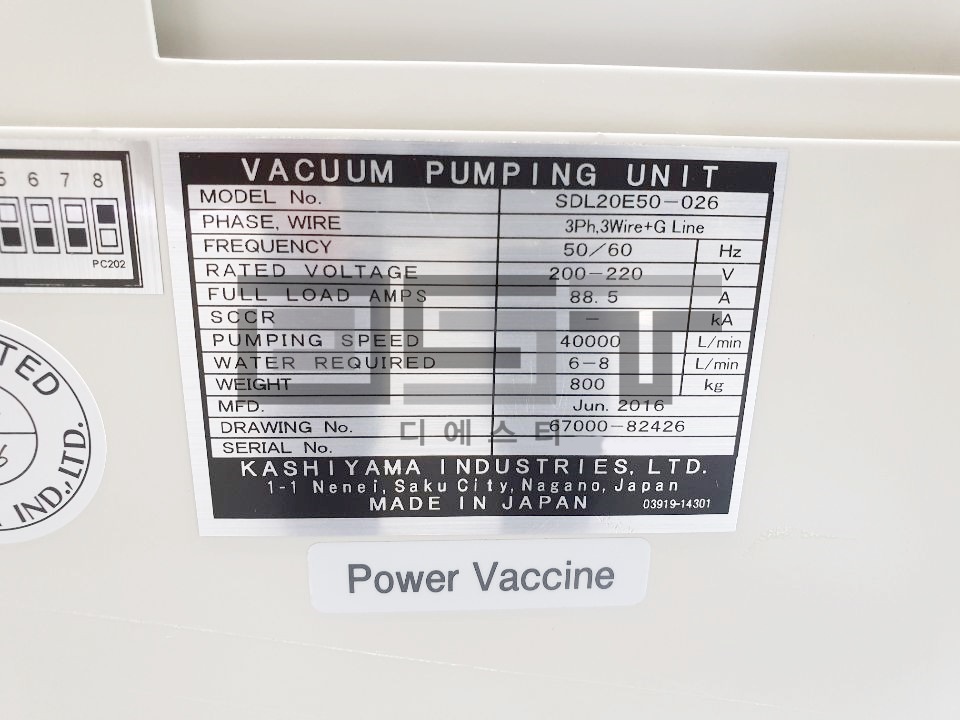 5 6 7 8
PC202
VACUUM PUMPING UNIT
MODEL No. SDL20E50-026
PHASE, WIRE 3Ph,3Wire+G Line
FREQUENCY 50/60 Hz
RATED VOLTAGE 200-220 V
FULL LOAD AMPS 88.5 A
SCCR - kA
PUMPING SPEED 40000 L/min
WATER REQUIRED 6-8 L/min
WEIGHT 800 kg
MFD. Jun. 2016
DRAWING No. 67000-82426
SERIAL No.
KASHIYAMA INDUSTRIES, LTD.
1-1 Nenei, Saku City, Nagano, Japan
MADE IN JAPAN 03919-14301
DST
디에스티
TED
IND., LTD.
Power Vaccine